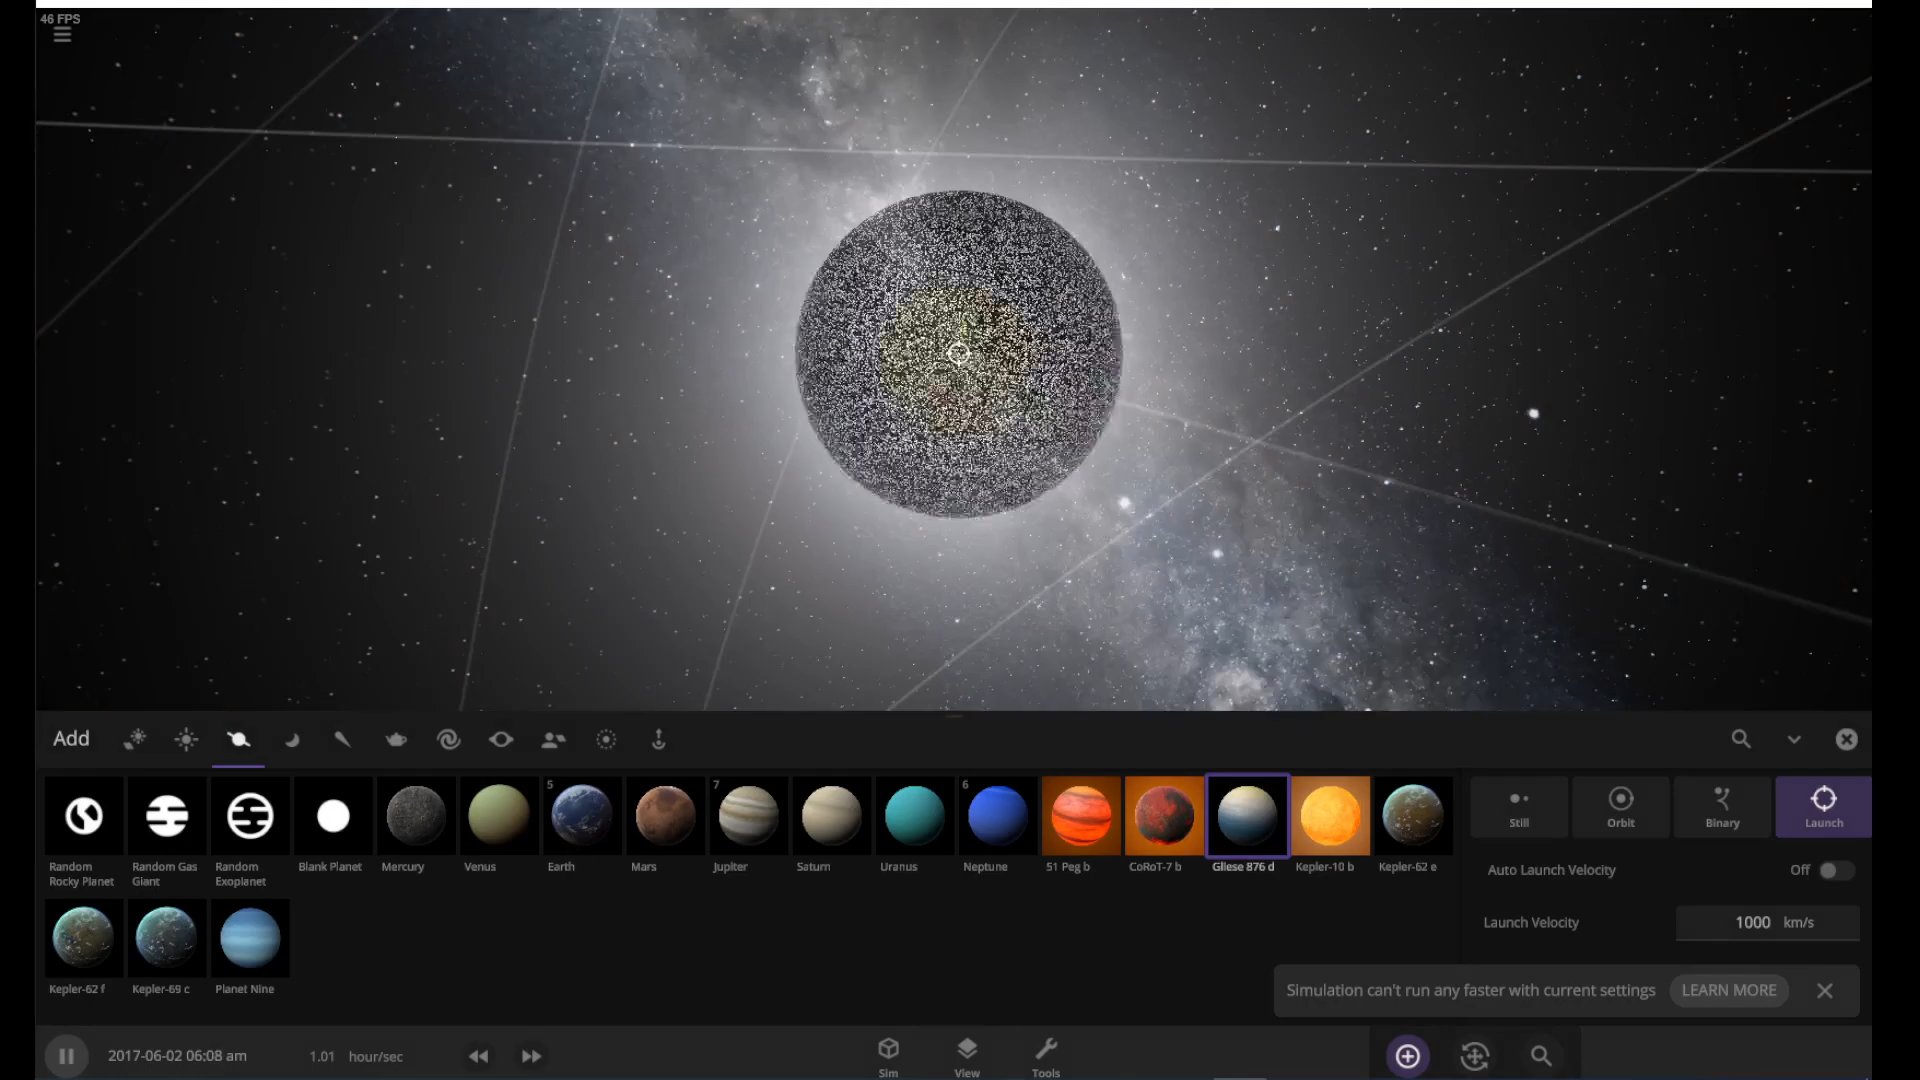 46 FPS
Add
5
7
6
Random Rocky Planet
Random Gas Giant
Random Exoplanet
Blank Planet
Mercury
Venus
Earth
Mars
Jupiter
Saturn
Uranus
Neptune
51 Peg b
CoRoT-7 b
Gliese 876 d
Kepler-10 b
Kepler-62 e
Kepler-62 f
Kepler-69 c
Planet Nine
Still
Orbit
Binary
Launch
Auto Launch Velocity Off
Launch Velocity 1000 km/s
Simulation can't run any faster with current settings LEARN MORE
2017-06-02 06:08 am 1.01 hour/sec
Sim
View
Tools